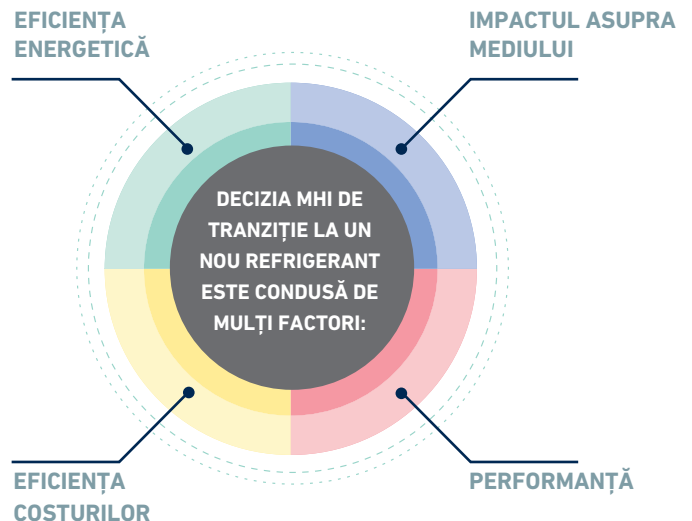 EFICIENȚA
ENERGETICĂ
IMPACTUL ASUPRA
MEDIULUI
DECIZIA MHI DE
TRANZIȚIE LA UN
NOU REFRIGERANT
ESTE CONDUSĂ DE
MULȚI FACTORI:
EFICIENȚA
COSTURILOR
PERFORMANȚĂ